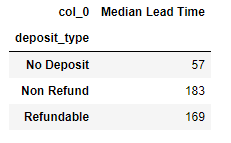 col_0 Median Lead Time
deposit_type
No Deposit 57
Non Refund 183
Refundable 169